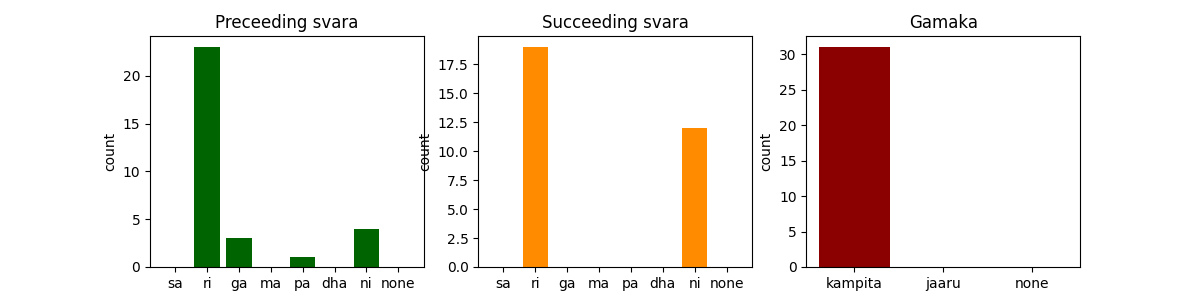 Preceeding svara
count
20
15
10
5
0
sa ri ga ma pa dha ni none
Succeeding svara
count
17.5
15.0
12.5
10.0
7.5
5.0
2.5
0.0
sa ri ga ma pa dha ni none
Gamaka
count
30
25
20
15
10
5
0
kampita jaaru none